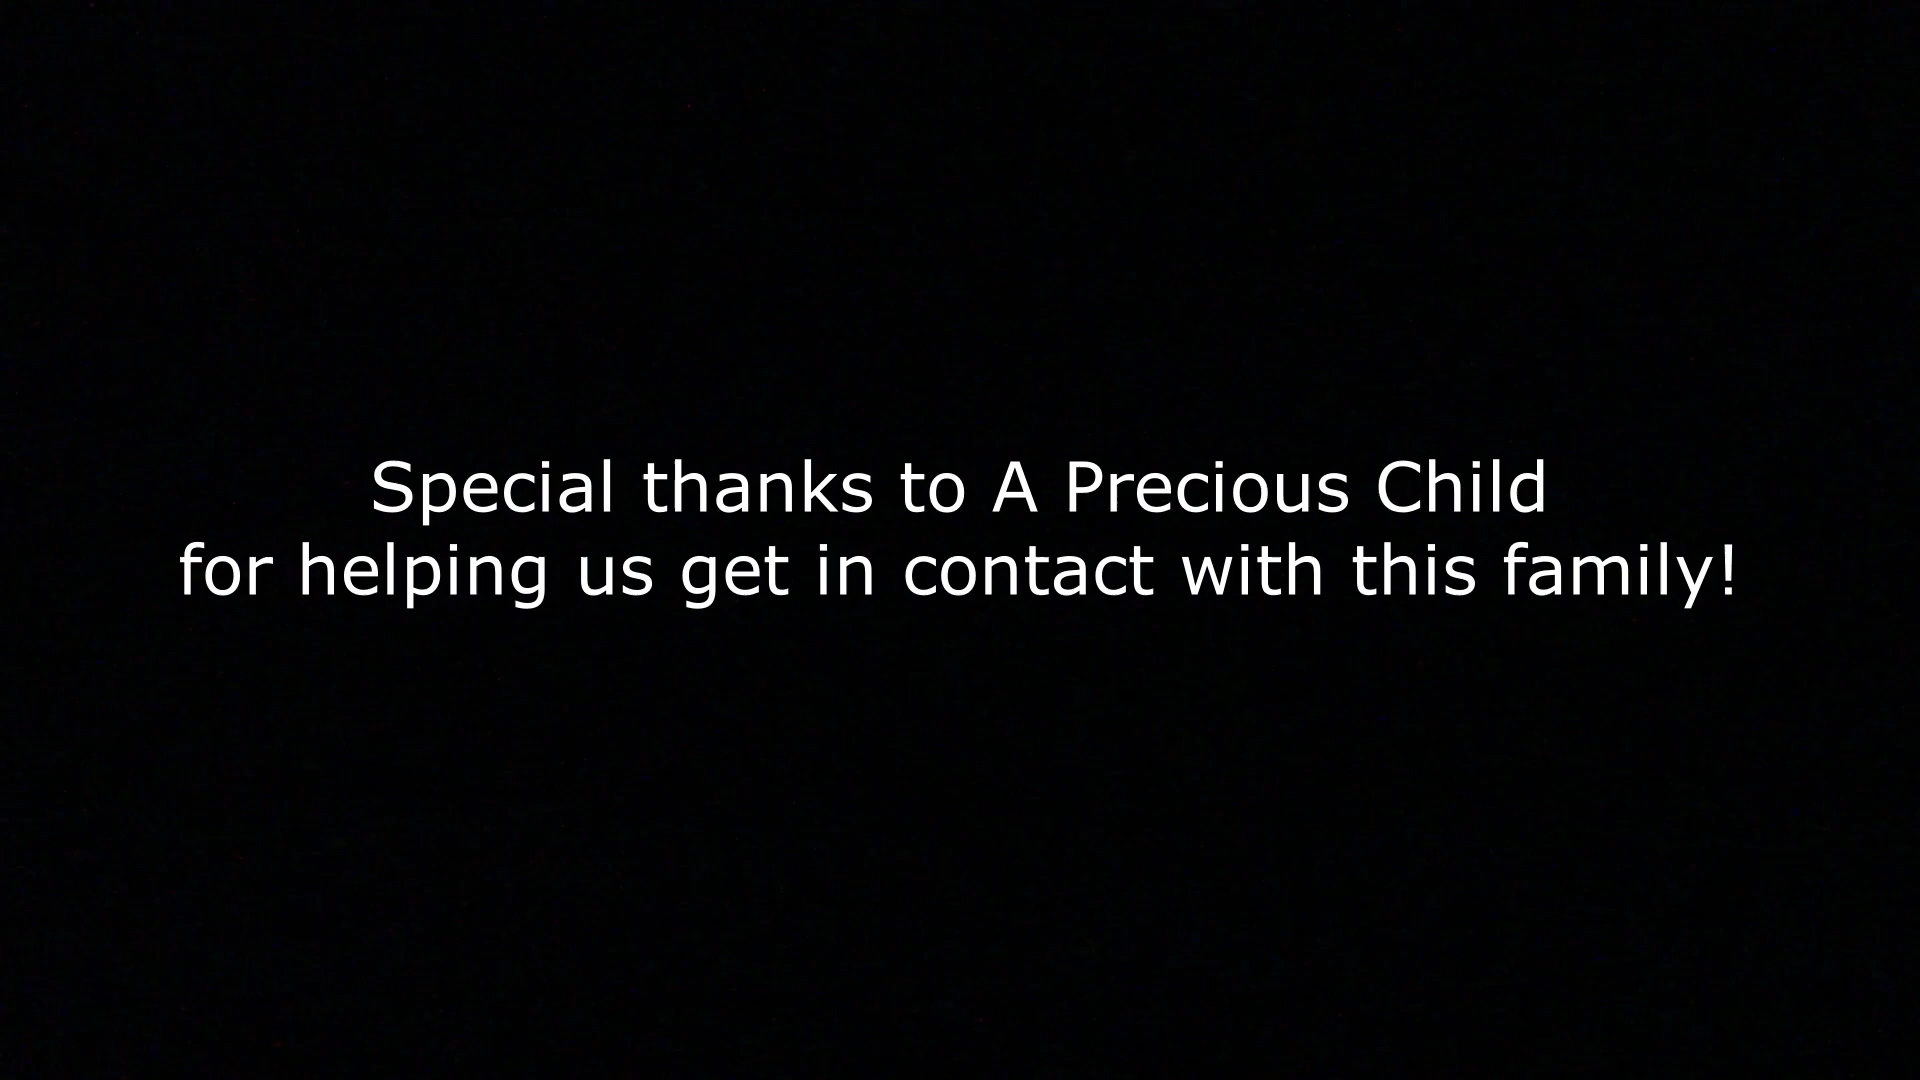 Special thanks to A Precious Child
for helping us get in contact with this family!